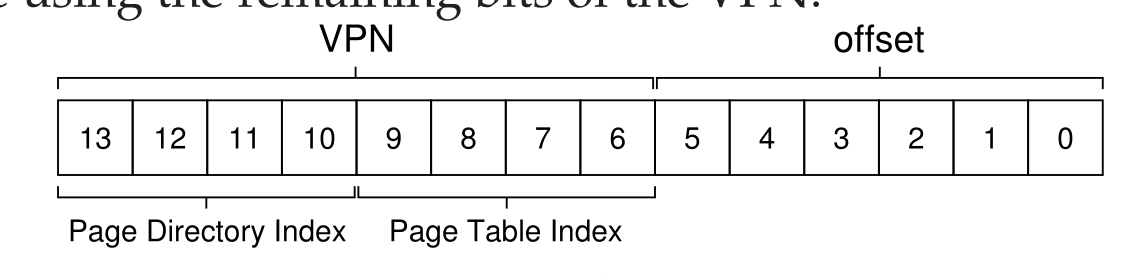 using the remaining bits of the VPN.
VPN offset
13 12 11 10 9 8 7 6 5 4 3 2 1 0
Page Directory Index Page Table Index